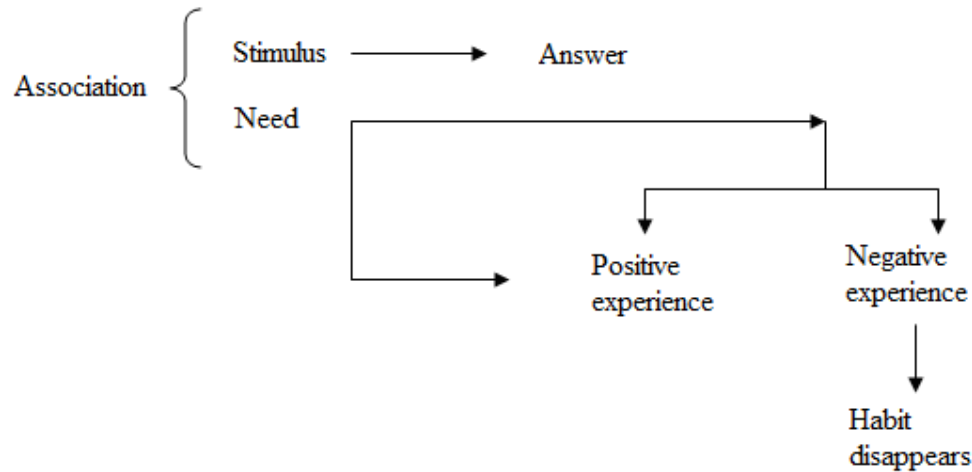 Stimulus
Answer
Association
Need
Positive
experience
Negative
experience
Habit
disappears